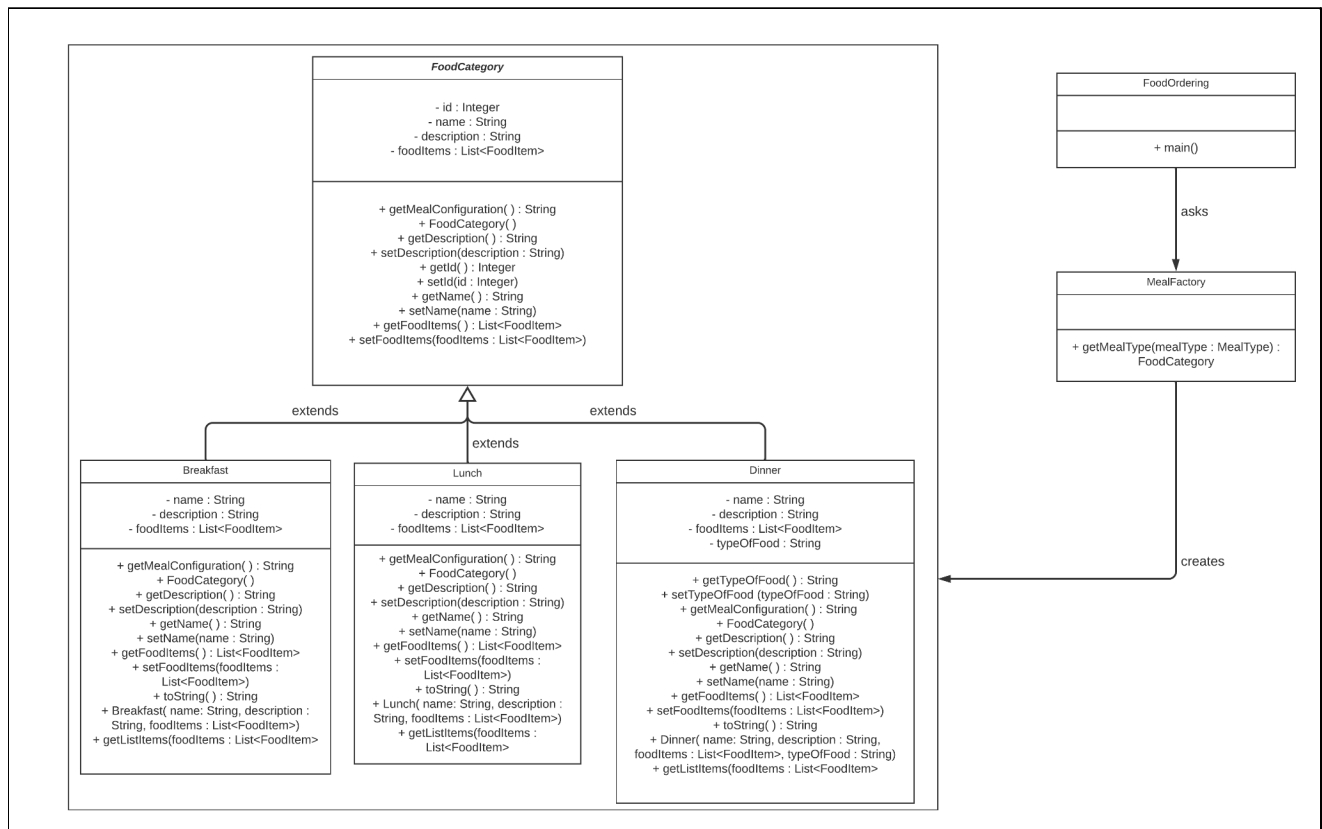 FoodCategory
- id : Integer
- name : String
- description : String
- foodItems : List<FoodItem>
+ getMealConfiguration( ) : String
+ FoodCategory( )
+ getDescription( ) : String
+ setDescription(description : String)
+ getId( ) : Integer
+ setId(id : Integer)
+ getName( ) : String
+ setName(name : String)
+ getFoodItems( ) : List<FoodItem>
+ setFoodItems(foodItems : List<FoodItem>)
extends
extends
extends
Breakfast
- name : String
- description : String
- foodItems : List<FoodItem>
+ getMealConfiguration( ) : String
+ FoodCategory( )
+ getDescription( ) : String
+ setDescription(description : String)
+ getName( ) : String
+ setName(name : String)
+ getFoodItems( ) : List<FoodItem>
+ setFoodItems(foodItems :
List<FoodItem>)
+ toString( ) : String
+ Breakfast( name: String, description :
String, foodItems : List<FoodItem>)
+ getListItems(foodItems : List<FoodItem>
Lunch
- name : String
- description : String
- foodItems : List<FoodItem>
+ getMealConfiguration( ) : String
+ FoodCategory( )
+ getDescription( ) : String
+ setDescription(description : String)
+ getName( ) : String
+ setName(name : String)
+ getFoodItems( ) : List<FoodItem>
+ setFoodItems(foodItems :
List<FoodItem>)
+ toString( ) : String
+ Lunch( name: String, description :
String, foodItems : List<FoodItem>)
+ getListItems(foodItems :
List<FoodItem>
Dinner
- name : String
- description : String
- foodItems : List<FoodItem>
- typeOfFood : String
+ getTypeOfFood( ) : String
+ setTypeOfFood (typeOfFood : String)
+ getMealConfiguration( ) : String
+ FoodCategory( )
+ getDescription( ) : String
+ setDescription(description : String)
+ getName( ) : String
+ setName(name : String)
+ getFoodItems( ) : List<FoodItem>
+ setFoodItems(foodItems : List<FoodItem>)
+ toString( ) : String
+ Dinner( name: String, description : String,
foodItems : List<FoodItem>, typeOfFood : String)
+ getListItems(foodItems : List<FoodItem>
FoodOrdering
+ main()
asks
MealFactory
+ getMealType(mealType : MealType) :
FoodCategory
creates